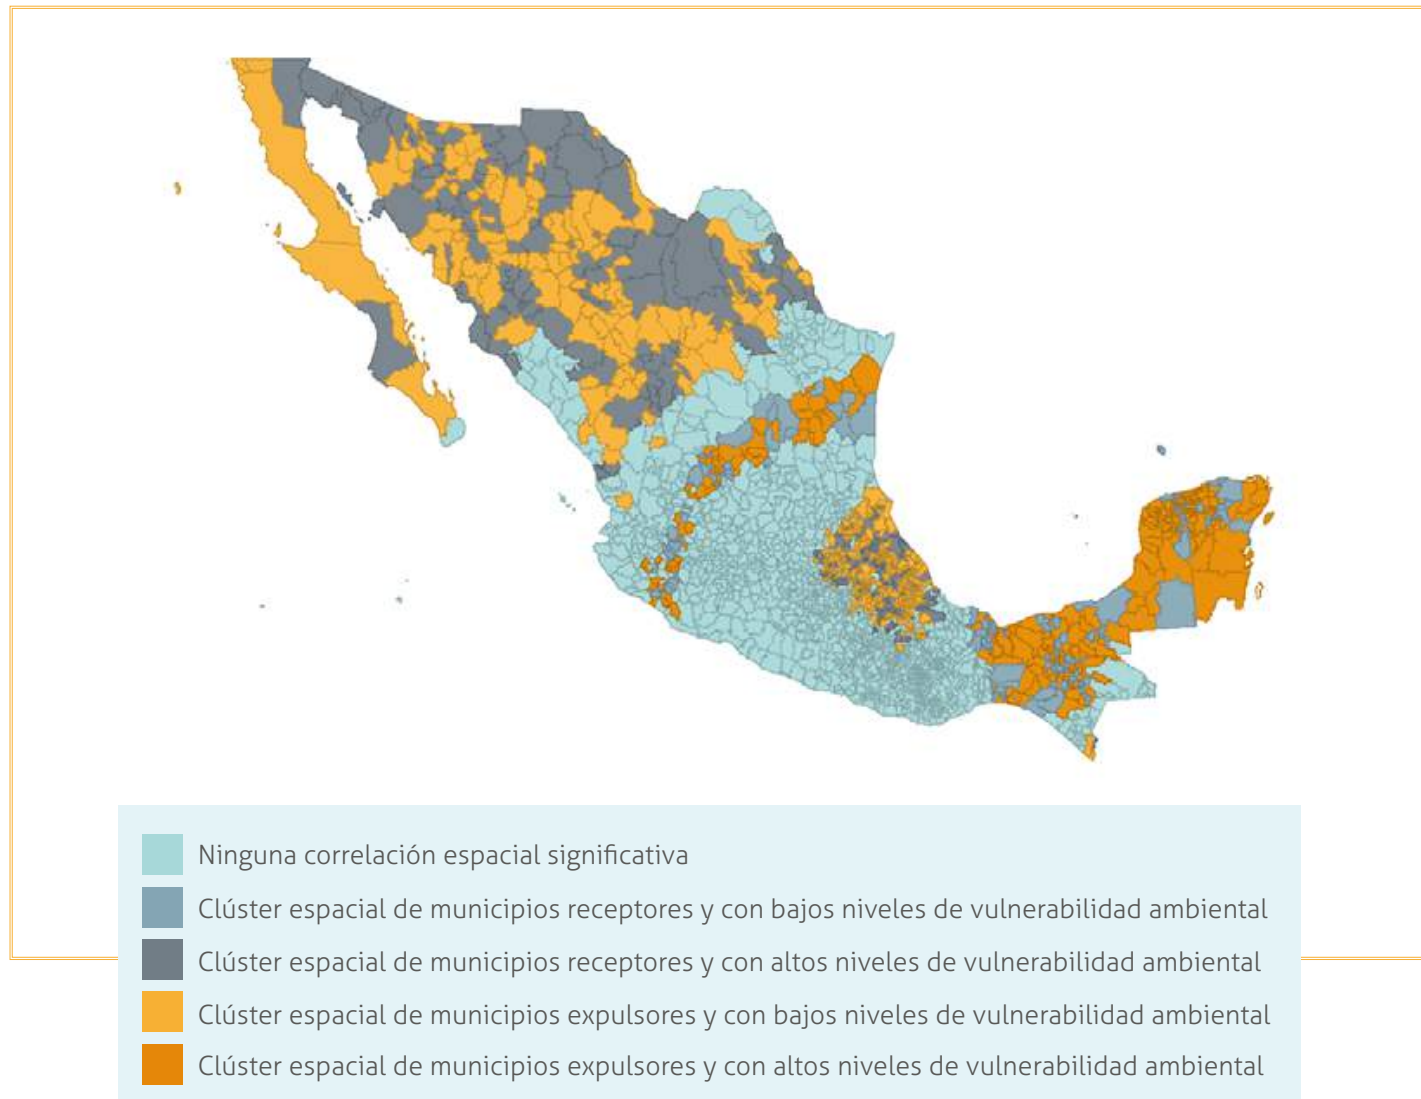 Ninguna correlación espacial significativa
Clúster espacial de municipios receptores y con bajos niveles de vulnerabilidad ambiental
Clúster espacial de municipios receptores y con altos niveles de vulnerabilidad ambiental
Clúster espacial de municipios expulsores y con bajos niveles de vulnerabilidad ambiental
Clúster espacial de municipios expulsores y con altos niveles de vulnerabilidad ambiental